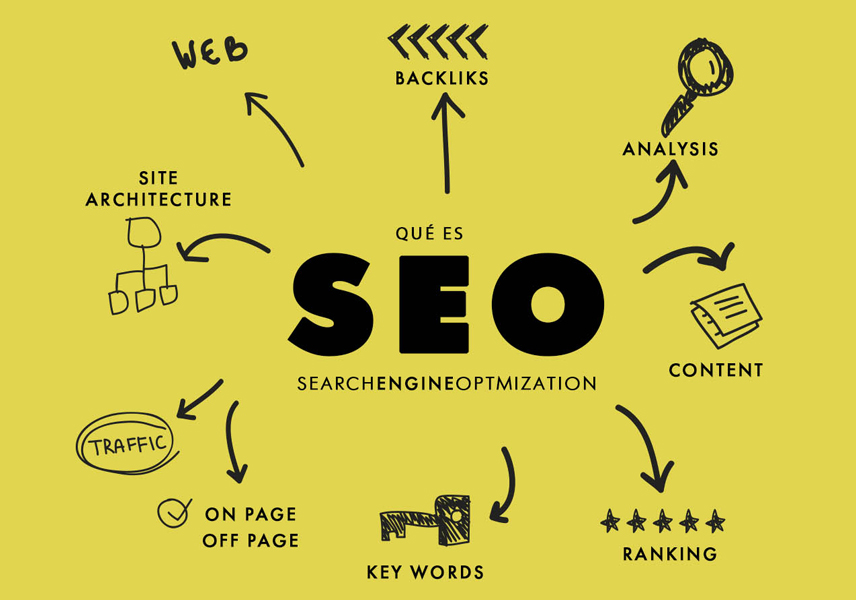 WEB
BACKLIKS
ANALYSIS
SITE
ARCHITECTURE
QUÉ ES
SEO
SEARCHENGINEOPTMIZATION
CONTENT
TRAFFIC
ON PAGE
OFF PAGE
KEY WORDS
RANKING